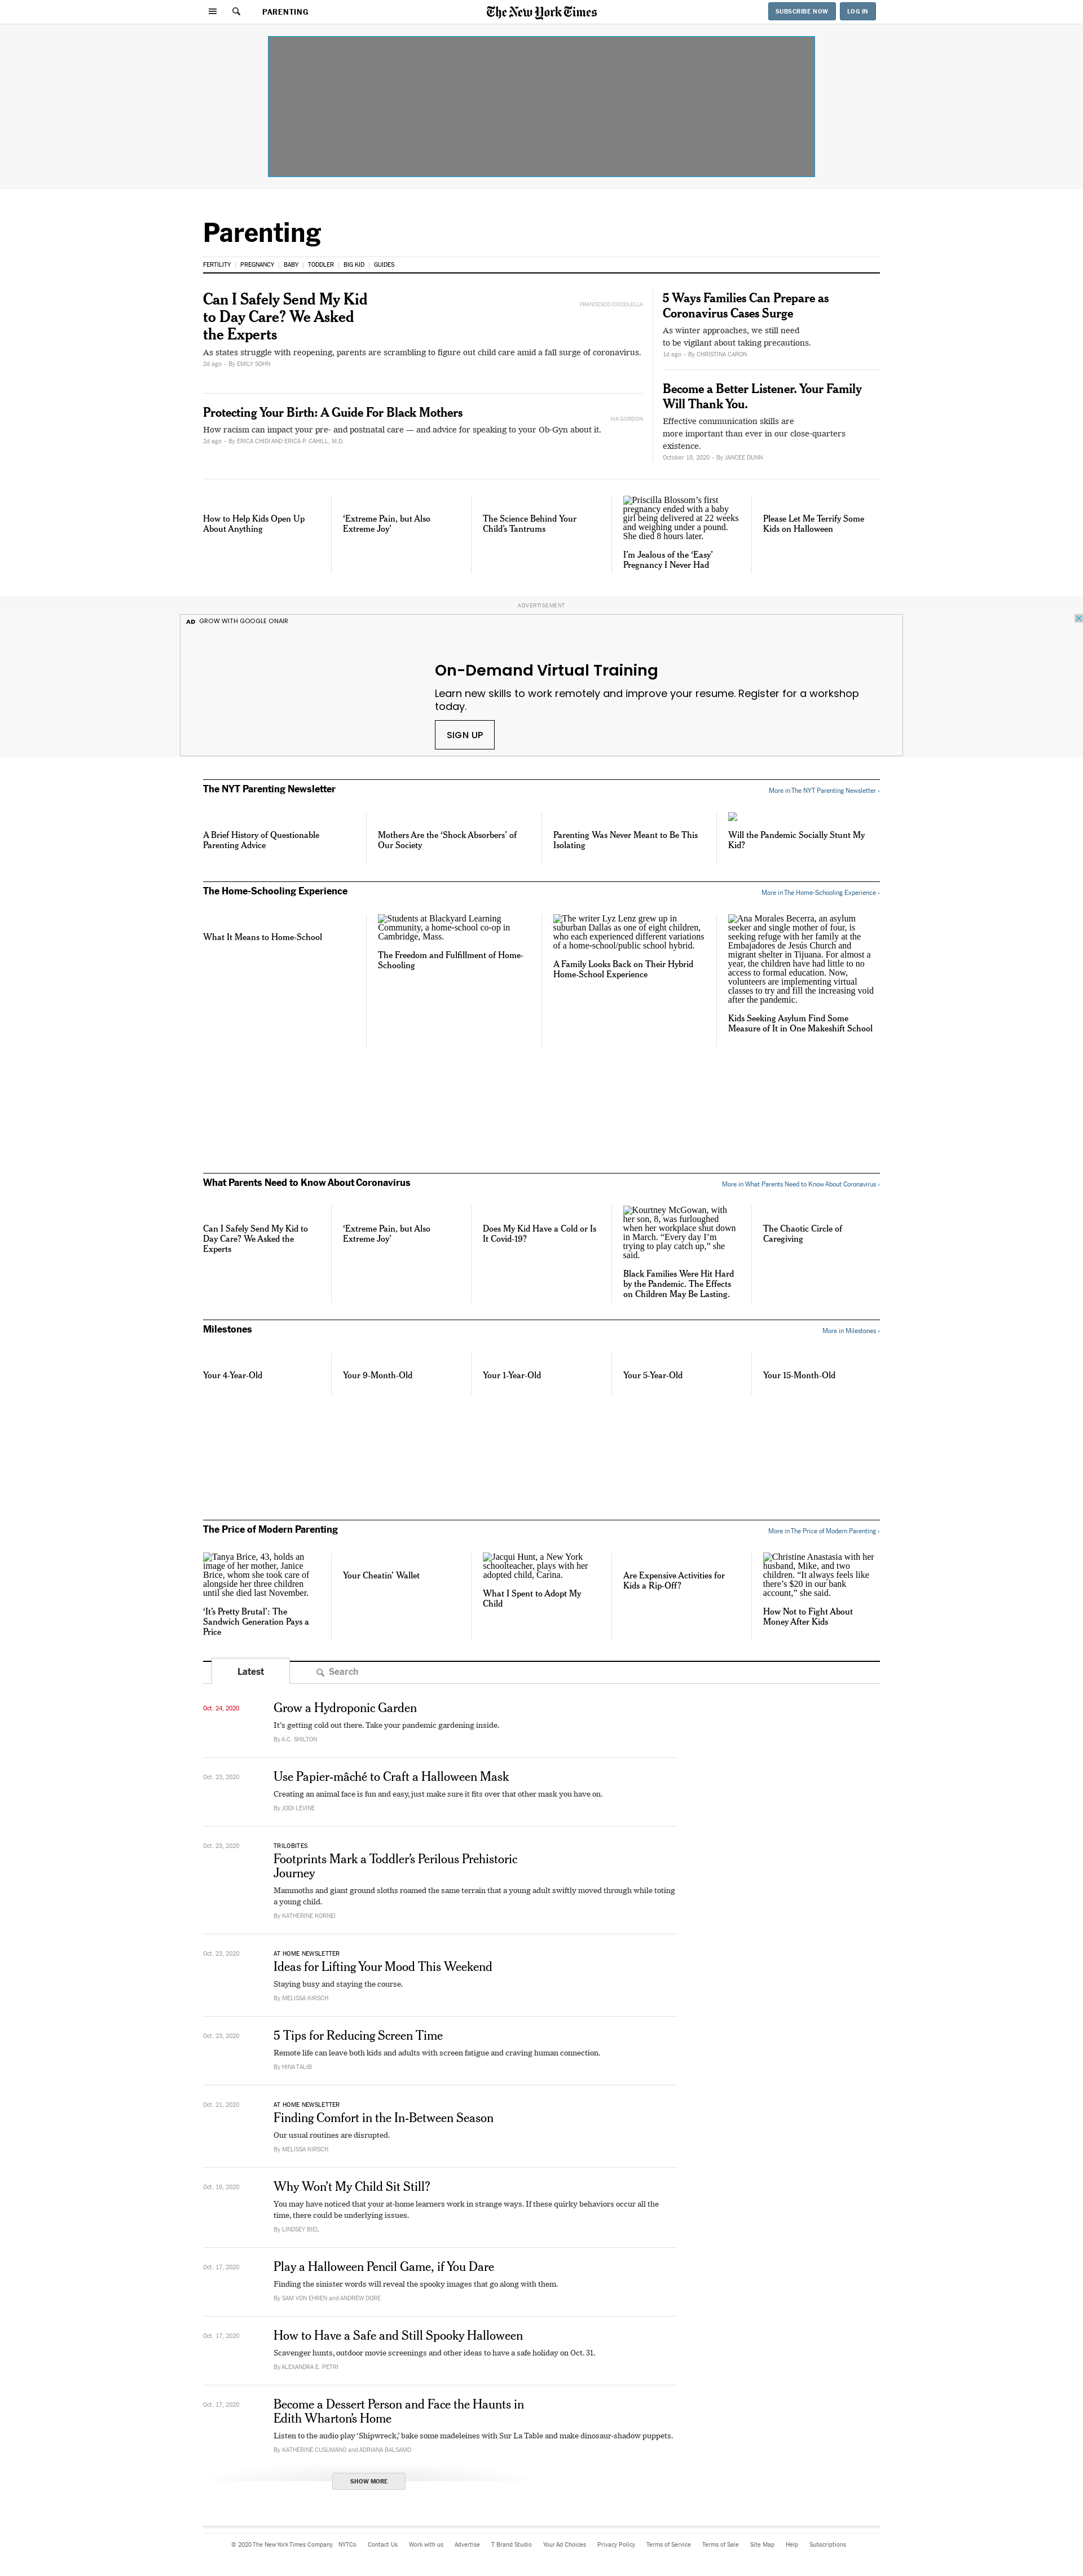 PARENTING
The New York Times
SUBSCRIBE NOW
LOG IN
Parenting
FERTILITY
PREGNANCY
BABY
TODDLER
BIG KID
GUIDES
Can I Safely Send My Kid
to Day Care? We Asked
the Experts
FRANCESCO CICCOLELLA
As states struggle with reopening, parents are scrambling to figure out child care amid a fall surge of coronavirus.
2d ago – By EMILY SOHN
Protecting Your Birth: A Guide For Black Mothers
XIA GORDON
How racism can impact your pre- and postnatal care — and advice for speaking to your Ob-Gyn about it.
2d ago – By ERICA CHIDI AND ERICA P. CAHILL, M.D.
5 Ways Families Can Prepare as
Coronavirus Cases Surge
As winter approaches, we still need
to be vigilant about taking precautions.
1d ago – By CHRISTINA CARON
Become a Better Listener. Your Family
Will Thank You.
Effective communication skills are
more important than ever in our close-quarters
existence.
October 19, 2020 – By JANCEE DUNN
How to Help Kids Open Up
About Anything
‘Extreme Pain, but Also
Extreme Joy’
The Science Behind Your
Child’s Tantrums
Priscilla Blossom’s first
pregnancy ended with a baby
girl being delivered at 22 weeks
and weighing under a pound.
She died 8 hours later.
I’m Jealous of the ‘Easy’
Pregnancy I Never Had
Please Let Me Terrify Some
Kids on Halloween
ADVERTISEMENT
AD GROW WITH GOOGLE ONAIR
On-Demand Virtual Training
Learn new skills to work remotely and improve your resume. Register for a workshop
today.
SIGN UP
The NYT Parenting Newsletter
More in The NYT Parenting Newsletter ›
A Brief History of Questionable
Parenting Advice
Mothers Are the ‘Shock Absorbers’ of
Our Society
Parenting Was Never Meant to Be This
Isolating
Will the Pandemic Socially Stunt My
Kid?
The Home-Schooling Experience
More in The Home-Schooling Experience ›
What It Means to Home-School
Students at Blackyard Learning
Community, a home-school co-op in
Cambridge, Mass.
The Freedom and Fulfillment of Home-
Schooling
The writer Lyz Lenz grew up in
suburban Dallas as one of eight children,
who each experienced different variations
of a home-school/public school hybrid.
A Family Looks Back on Their Hybrid
Home-School Experience
Ana Morales Becerra, an asylum
seeker and single mother of four, is
seeking refuge with her family at the
Embajadores de Jesús Church and
migrant shelter in Tijuana. For almost a
year, the children have had little to no
access to formal education. Now,
volunteers are implementing virtual
classes to try and fill the increasing void
after the pandemic.
Kids Seeking Asylum Find Some
Measure of It in One Makeshift School
What Parents Need to Know About Coronavirus
More in What Parents Need to Know About Coronavirus ›
Can I Safely Send My Kid to
Day Care? We Asked the
Experts
‘Extreme Pain, but Also
Extreme Joy’
Does My Kid Have a Cold or Is
It Covid-19?
Kourtney McGowan, with
her son, 8, was furloughed
when her workplace shut down
in March. “Every day I’m
trying to play catch up,” she
said.
Black Families Were Hit Hard
by the Pandemic. The Effects
on Children May Be Lasting.
The Chaotic Circle of
Caregiving
Milestones
More in Milestones ›
Your 4-Year-Old
Your 9-Month-Old
Your 1-Year-Old
Your 5-Year-Old
Your 15-Month-Old
The Price of Modern Parenting
More in The Price of Modern Parenting ›
Tanya Brice, 43, holds an
image of her mother, Janice
Brice, whom she took care of
alongside her three children
until she died last November.
‘It’s Pretty Brutal’: The
Sandwich Generation Pays a
Price
Your Cheatin’ Wallet
Jacqui Hunt, a New York
schoolteacher, plays with her
adopted child, Carina.
What I Spent to Adopt My
Child
Are Expensive Activities for
Kids a Rip-Off?
Christine Anastasia with her
husband, Mike, and two
children. “It always feels like
there’s $20 in our bank
account,” she said.
How Not to Fight About
Money After Kids
Latest
Search
Oct. 24, 2020
Grow a Hydroponic Garden
It’s getting cold out there. Take your pandemic gardening inside.
By A.C. SHILTON
Oct. 23, 2020
Use Papier-mâché to Craft a Halloween Mask
Creating an animal face is fun and easy, just make sure it fits over that other mask you have on.
By JODI LEVINE
Oct. 23, 2020
TRILOBITES
Footprints Mark a Toddler’s Perilous Prehistoric
Journey
Mammoths and giant ground sloths roamed the same terrain that a young adult swiftly moved through while toting
a young child.
By KATHERINE KORNEI
Oct. 23, 2020
AT HOME NEWSLETTER
Ideas for Lifting Your Mood This Weekend
Staying busy and staying the course.
By MELISSA KIRSCH
Oct. 23, 2020
5 Tips for Reducing Screen Time
Remote life can leave both kids and adults with screen fatigue and craving human connection.
By HINA TALIB
Oct. 21, 2020
AT HOME NEWSLETTER
Finding Comfort in the In-Between Season
Our usual routines are disrupted.
By MELISSA KIRSCH
Oct. 19, 2020
Why Won’t My Child Sit Still?
You may have noticed that your at-home learners work in strange ways. If these quirky behaviors occur all the
time, there could be underlying issues.
By LINDSEY BIEL
Oct. 17, 2020
Play a Halloween Pencil Game, if You Dare
Finding the sinister words will reveal the spooky images that go along with them.
By SAM VON EHREN and ANDREW DORE
Oct. 17, 2020
How to Have a Safe and Still Spooky Halloween
Scavenger hunts, outdoor movie screenings and other ideas to have a safe holiday on Oct. 31.
By ALEXANDRA E. PETRI
Oct. 17, 2020
Become a Dessert Person and Face the Haunts in
Edith Wharton’s Home
Listen to the audio play ‘Shipwreck,’ bake some madeleines with Sur La Table and make dinosaur-shadow puppets.
By KATHERINE CUSUMANO and ADRIANA BALSAMO
SHOW MORE
© 2020 The New York Times Company
NYTCo
Contact Us
Work with us
Advertise
T Brand Studio
Your Ad Choices
Privacy Policy
Terms of Service
Terms of Sale
Site Map
Help
Subscriptions